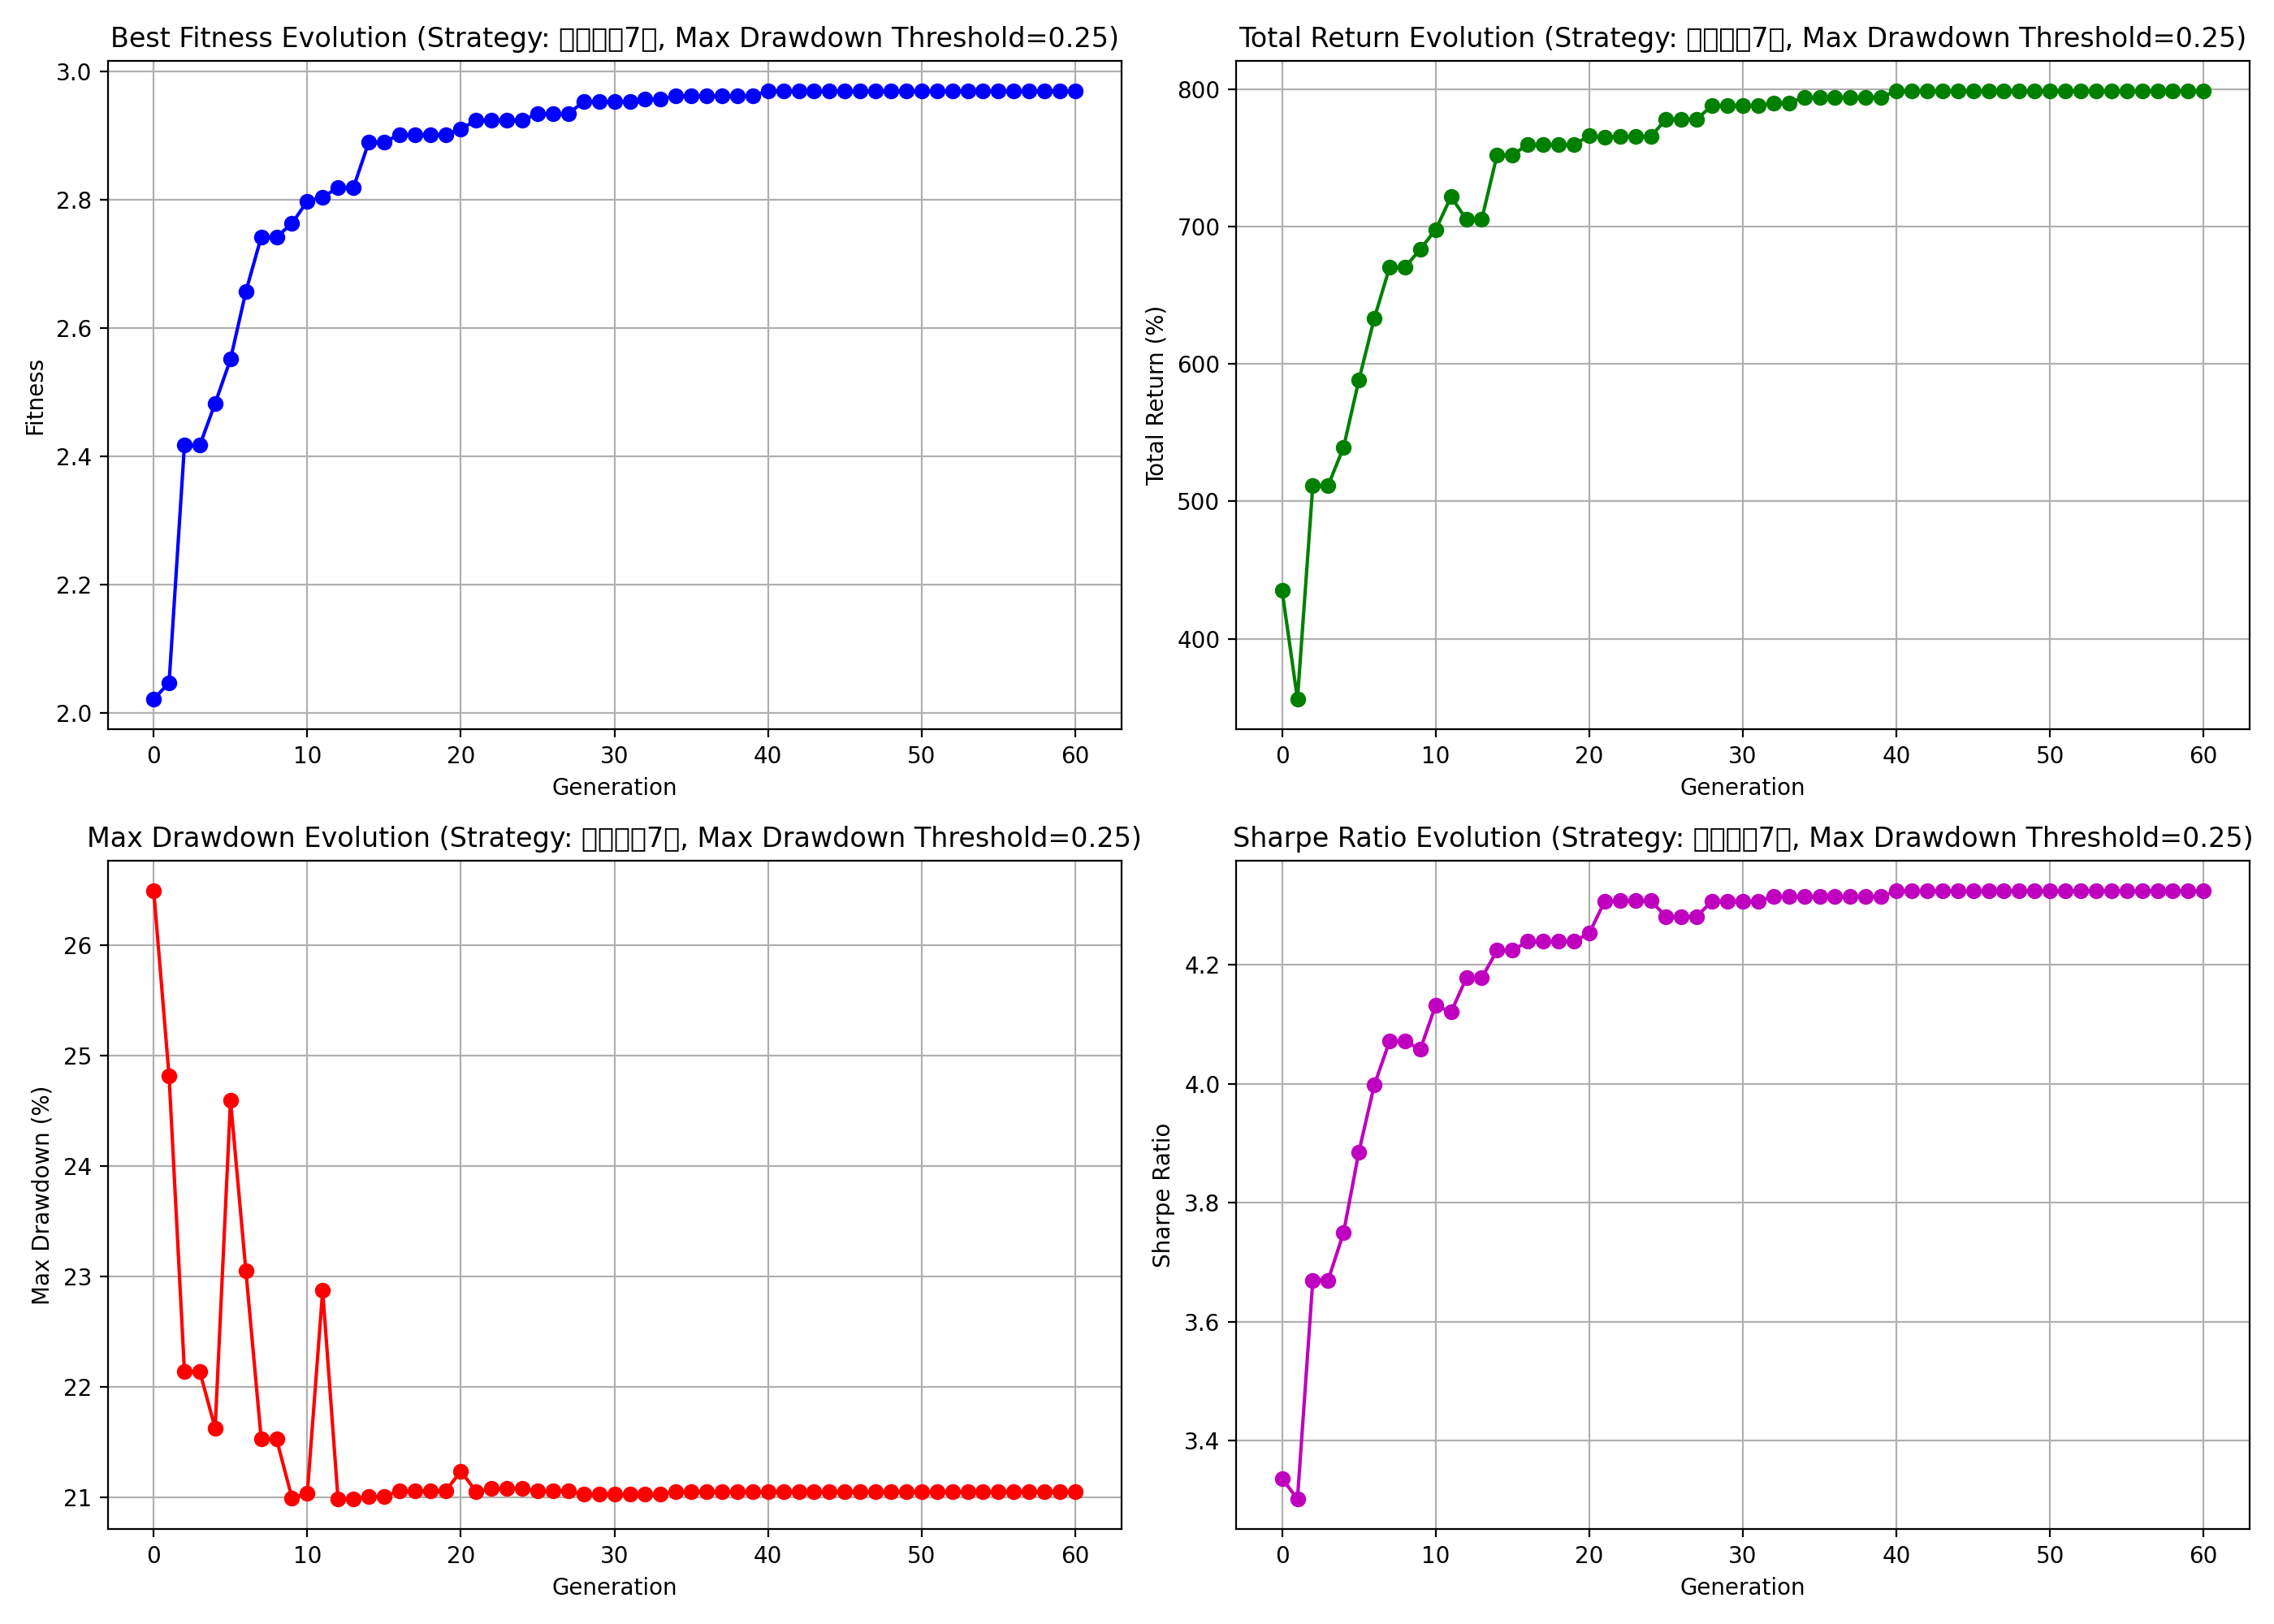 Best Fitness Evolution (Strategy: □□□□7□, Max Drawdown Threshold=0.25)
Fitness
3.0
2.8
2.6
2.4
2.2
2.0
0 10 20 30 40 50 60
Generation
Total Return Evolution (Strategy: □□□□7□, Max Drawdown Threshold=0.25)
Total Return (%)
800
700
600
500
400
0 10 20 30 40 50 60
Generation
Max Drawdown Evolution (Strategy: □□□□7□, Max Drawdown Threshold=0.25)
Max Drawdown (%)
26
25
24
23
22
21
0 10 20 30 40 50 60
Generation
Sharpe Ratio Evolution (Strategy: □□□□7□, Max Drawdown Threshold=0.25)
Sharpe Ratio
4.2
4.0
3.8
3.6
3.4
0 10 20 30 40 50 60
Generation